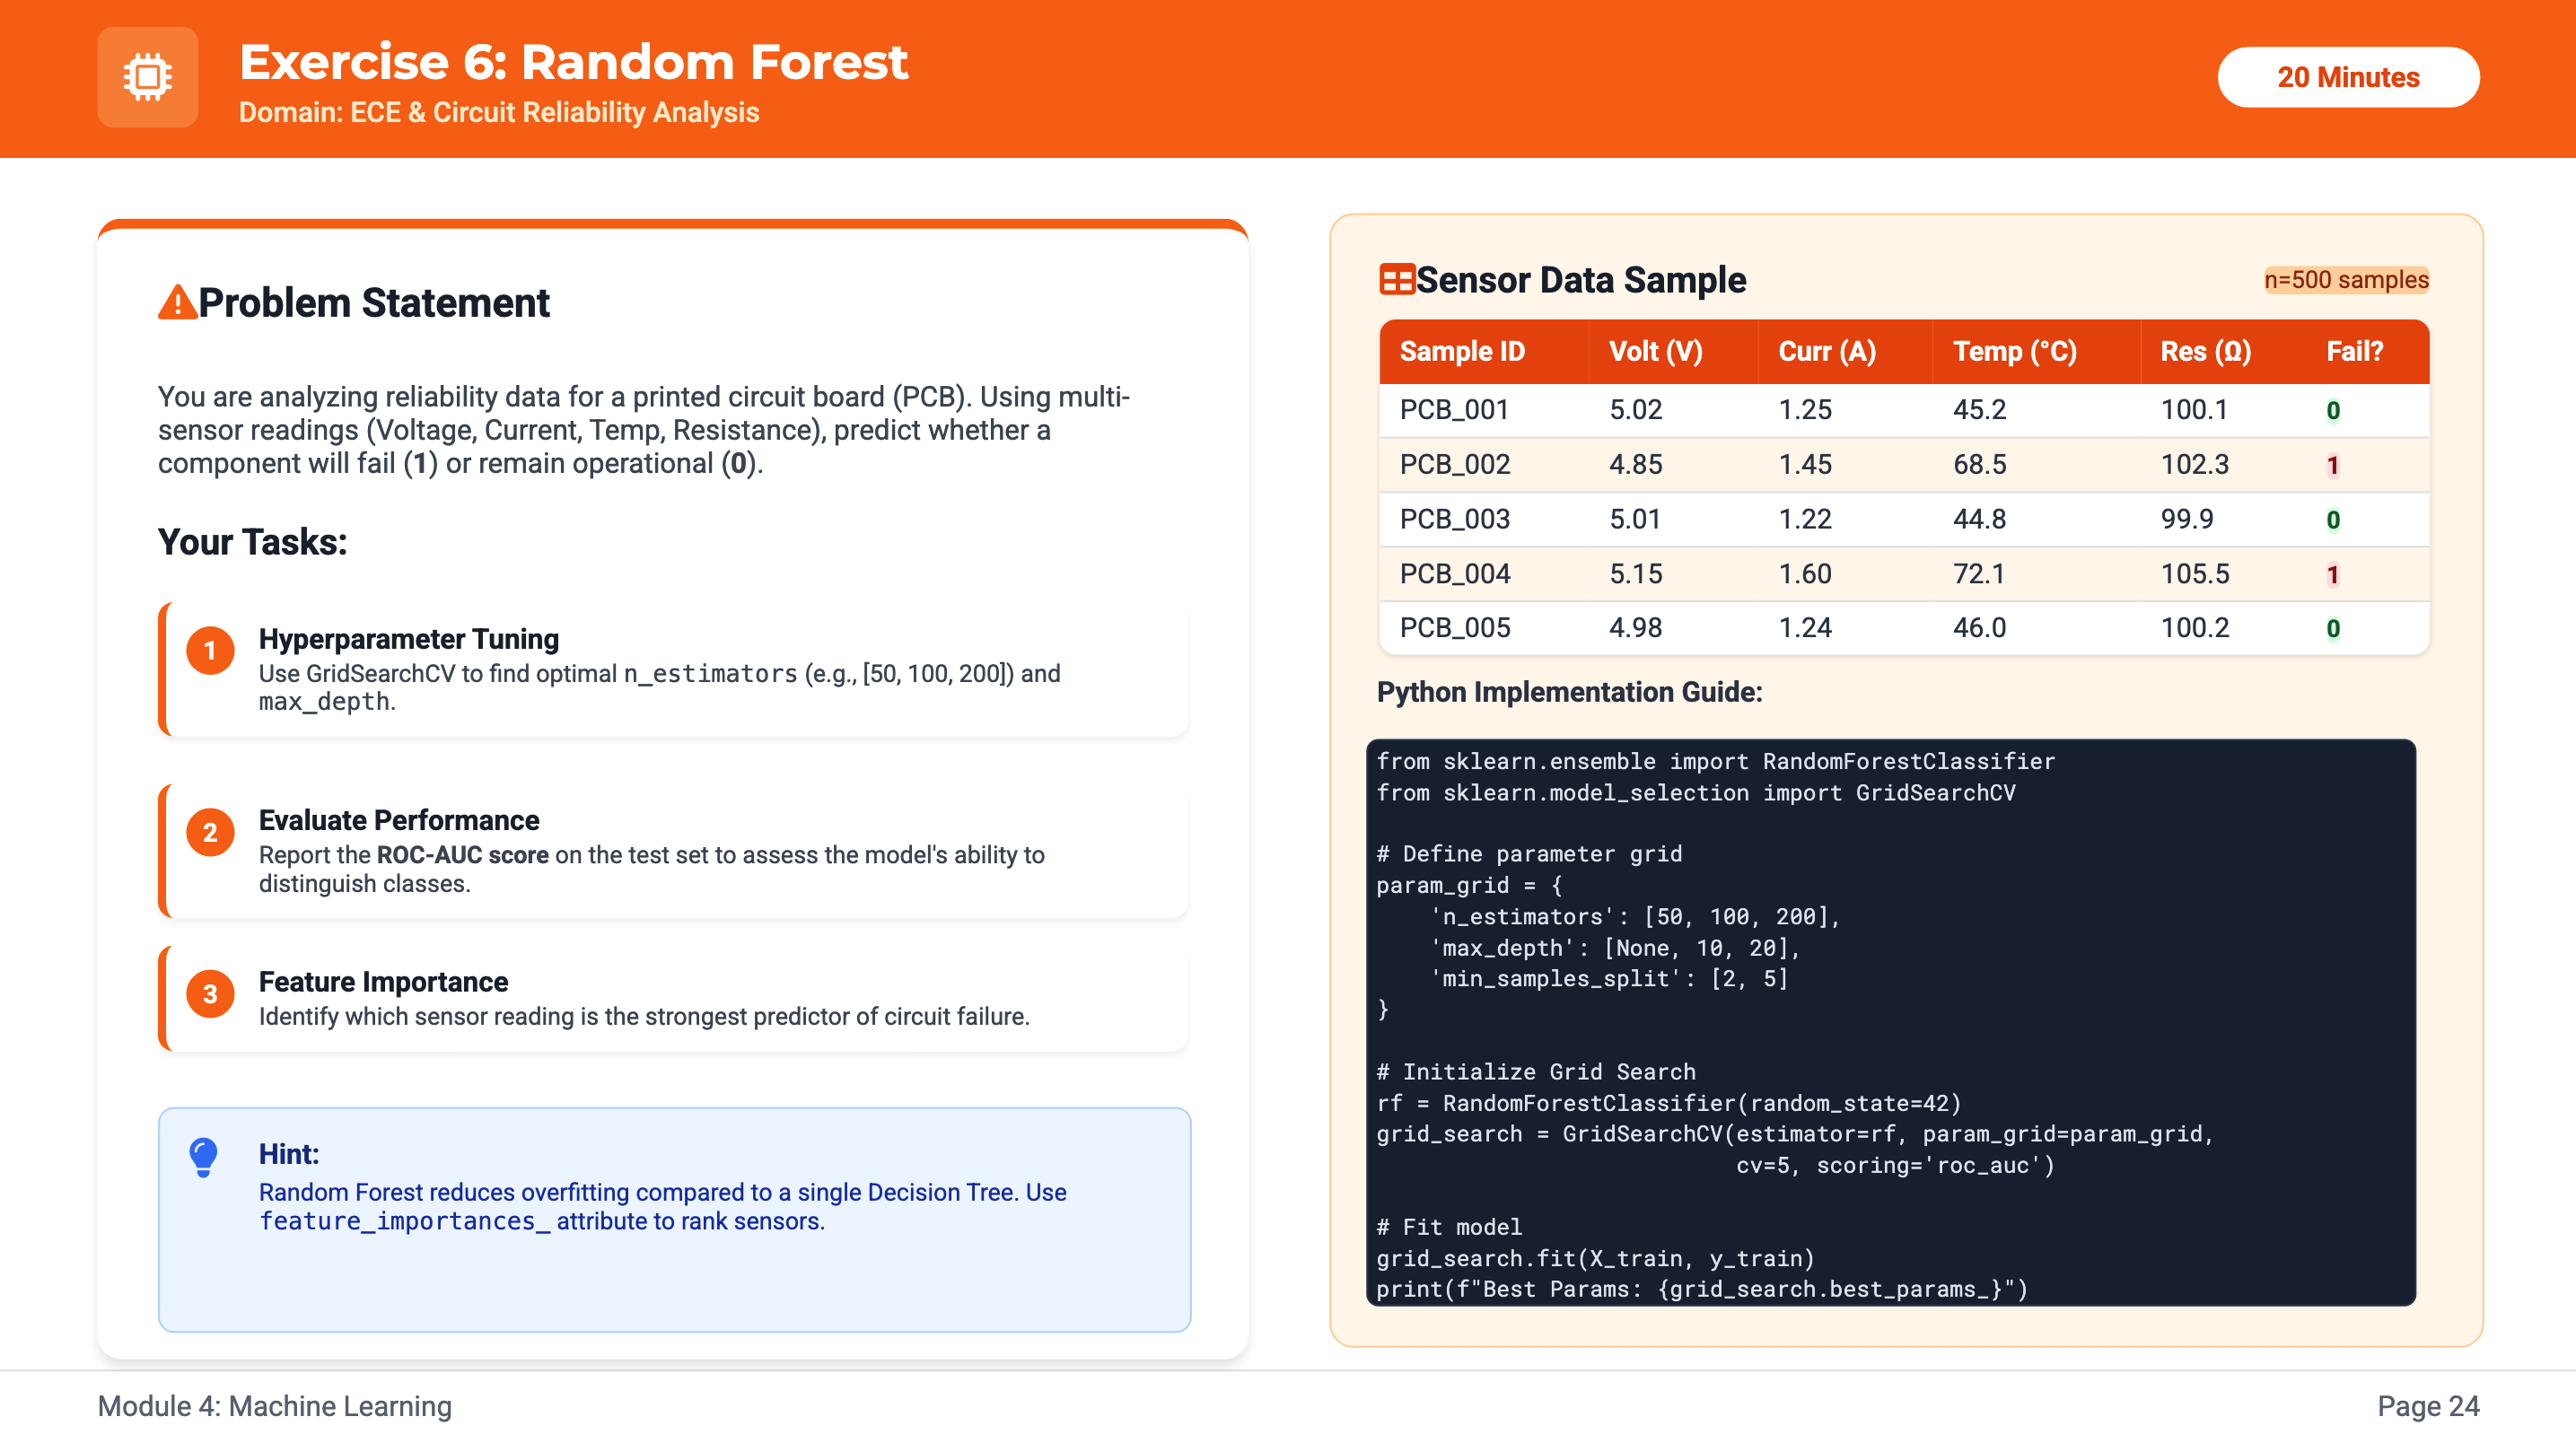 Exercise 6: Random Forest
Domain: ECE & Circuit Reliability Analysis
20 Minutes
Problem Statement
You are analyzing reliability data for a printed circuit board (PCB). Using multi-
sensor readings (Voltage, Current, Temp, Resistance), predict whether a
component will fail (1) or remain operational (0).
Your Tasks:
1
Hyperparameter Tuning
Use GridSearchCV to find optimal n_estimators (e.g., [50, 100, 200]) and
max_depth.
2
Evaluate Performance
Report the ROC-AUC score on the test set to assess the model's ability to
distinguish classes.
3
Feature Importance
Identify which sensor reading is the strongest predictor of circuit failure.
Hint:
Random Forest reduces overfitting compared to a single Decision Tree. Use
feature_importances_ attribute to rank sensors.
Sensor Data Sample
n=500 samples
Sample ID Volt (V) Curr (A) Temp (°C) Res (Ω) Fail?
PCB_001 5.02 1.25 45.2 100.1 0
PCB_002 4.85 1.45 68.5 102.3 1
PCB_003 5.01 1.22 44.8 99.9 0
PCB_004 5.15 1.60 72.1 105.5 1
PCB_005 4.98 1.24 46.0 100.2 0
Python Implementation Guide:
from sklearn.ensemble import RandomForestClassifier
from sklearn.model_selection import GridSearchCV
# Define parameter grid
param_grid = {
    'n_estimators': [50, 100, 200],
    'max_depth': [None, 10, 20],
    'min_samples_split': [2, 5]
}
# Initialize Grid Search
rf = RandomForestClassifier(random_state=42)
grid_search = GridSearchCV(estimator=rf, param_grid=param_grid,
                           cv=5, scoring='roc_auc')
# Fit model
grid_search.fit(X_train, y_train)
print(f"Best Params: {grid_search.best_params_}")
Module 4: Machine Learning
Page 24